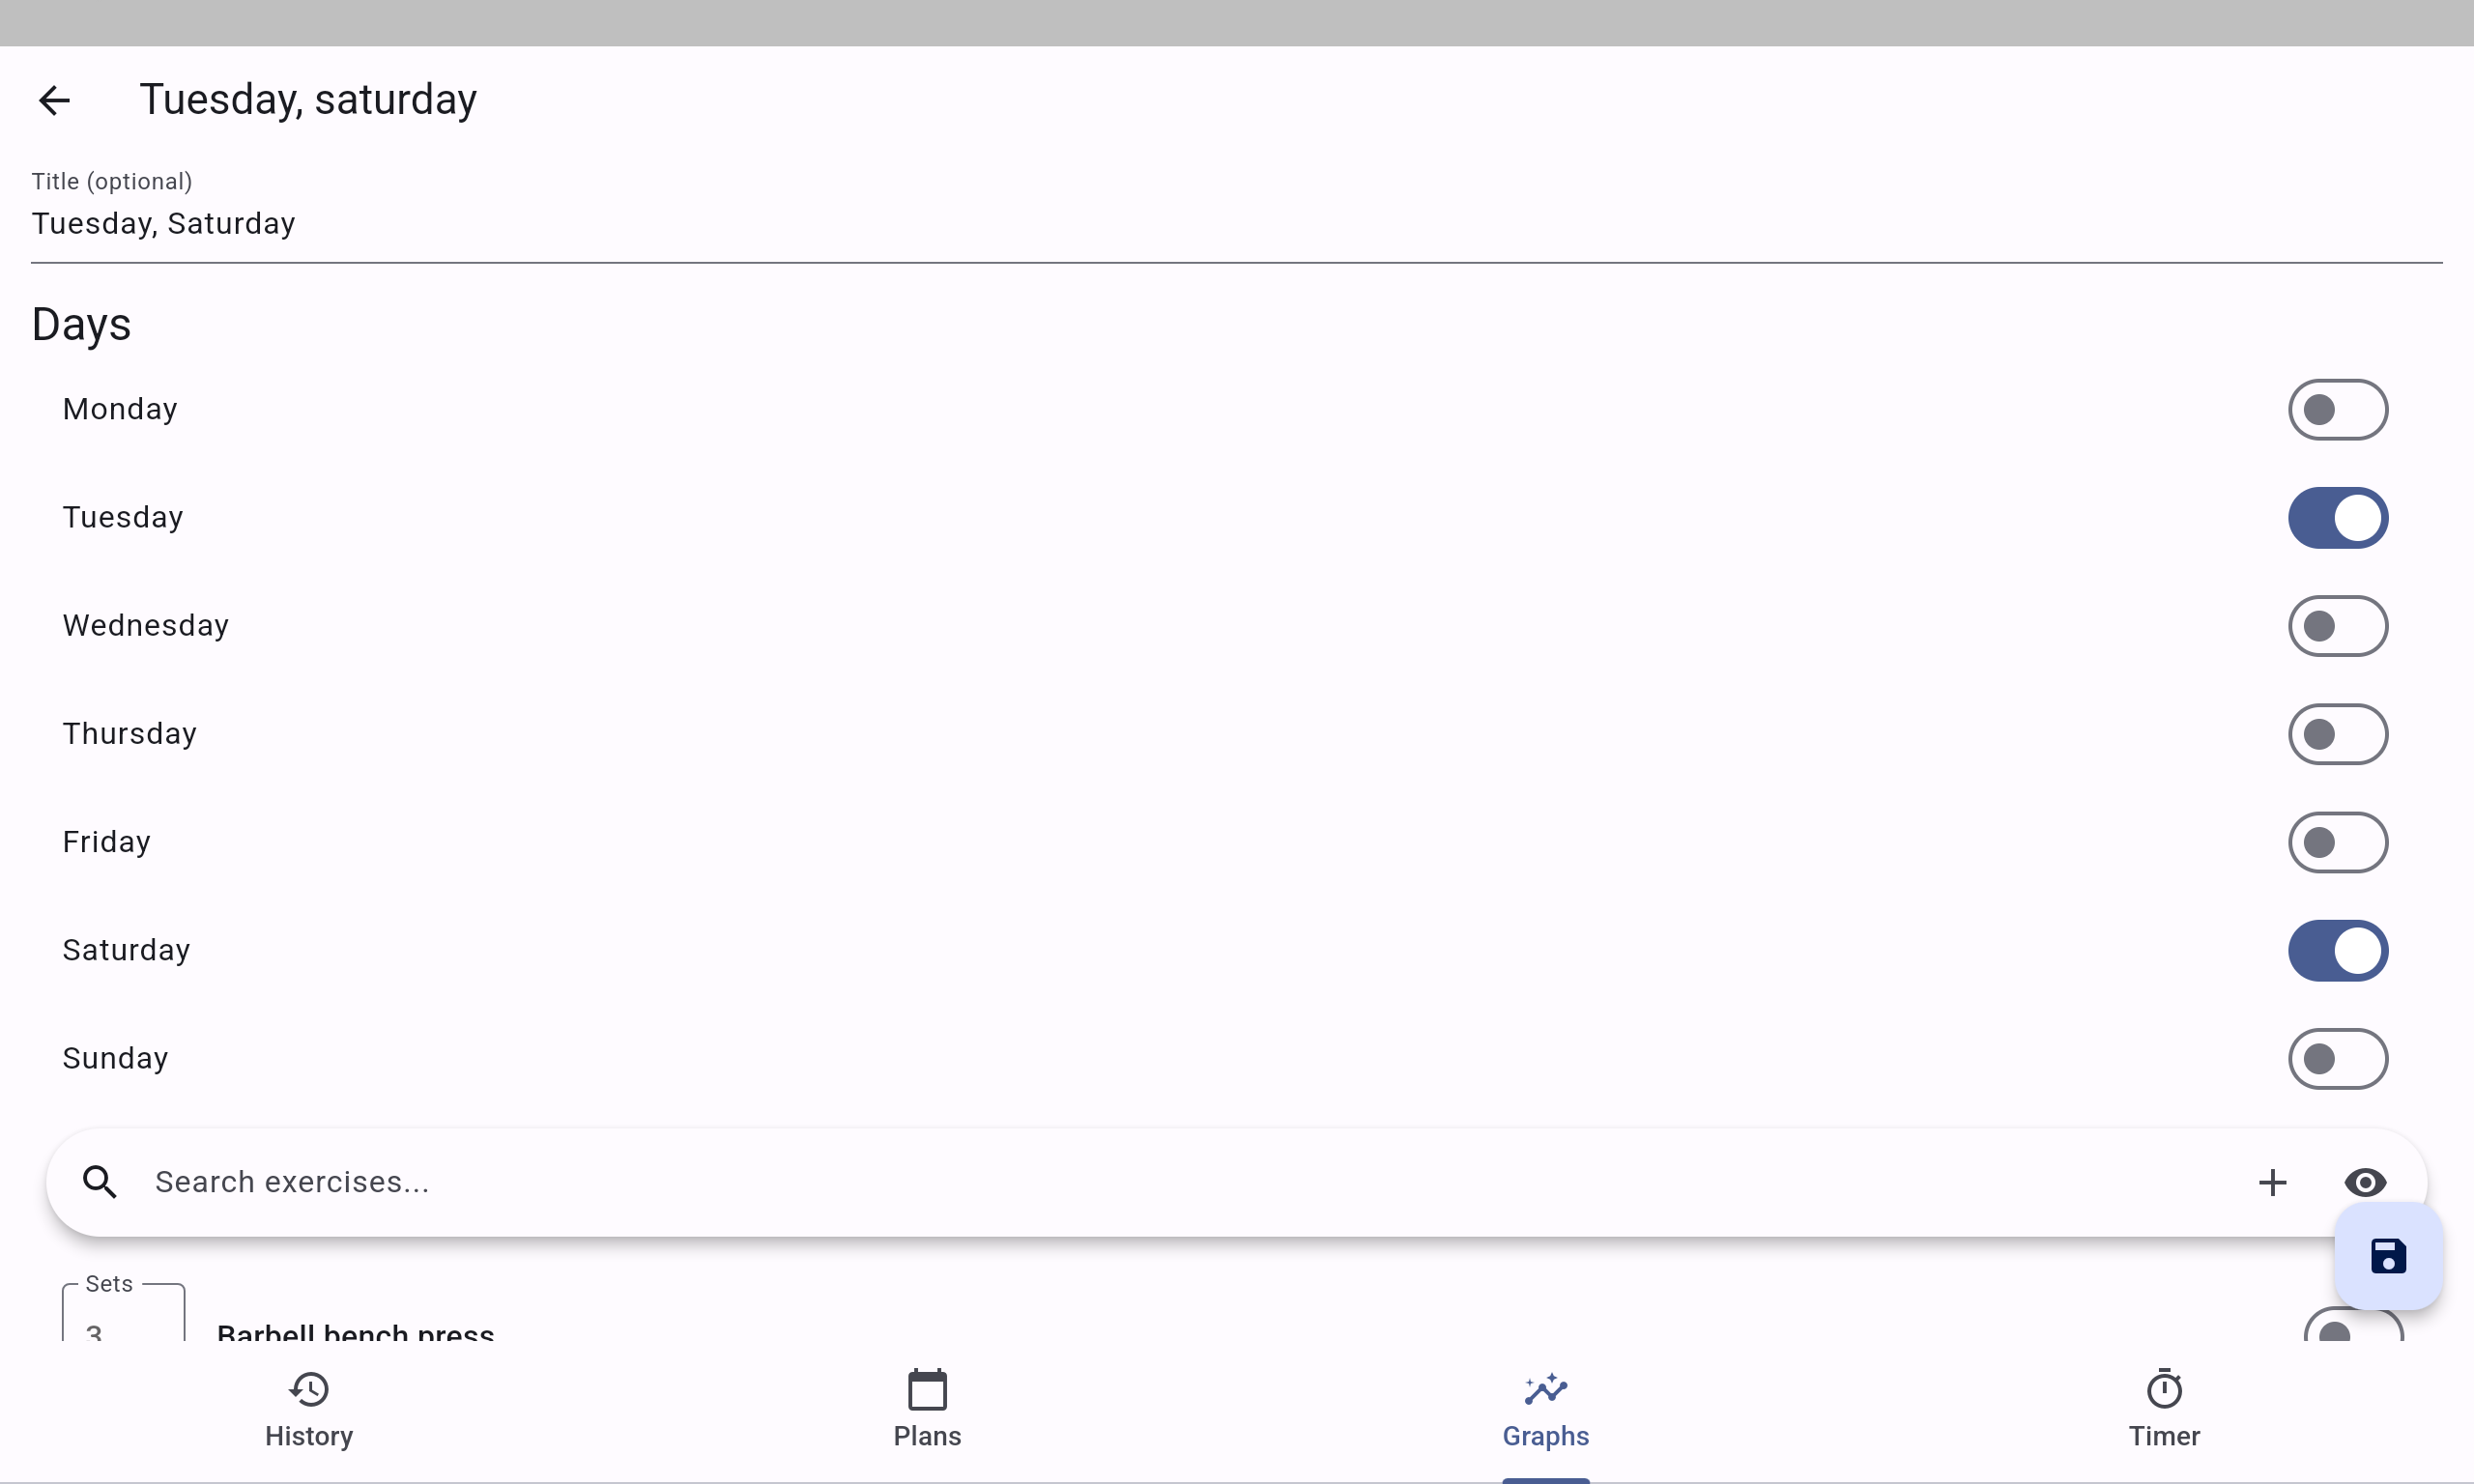 Tuesday, saturday
Title (optional)
Tuesday, Saturday
Days
Monday
Tuesday
Wednesday
Thursday
Friday
Saturday
Sunday
Search exercises...
Sets
3 Barbell bench press
History Plans Graphs Timer